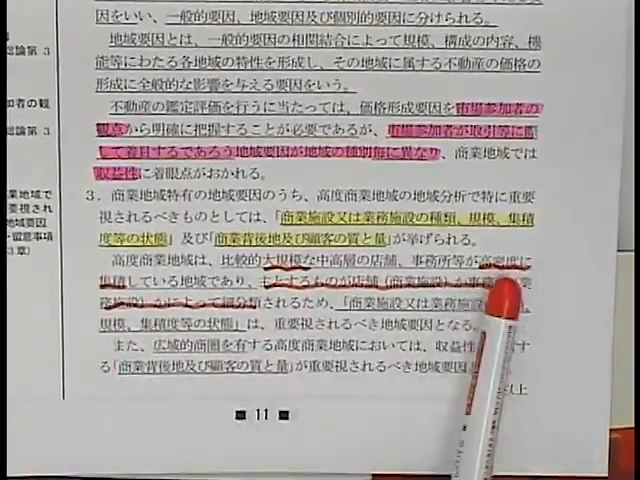 因をいい、一般的要因、地域要因及び個別的要因に分けられる。
地域要因とは、一般的要因の相関結合によって規模、構成の内容、機
能等にわたる各地域の特性を形成し、その地域に属する不動産の価格の
形成に全般的な影響を与える要因をいう。
不動産の鑑定評価を行うに当たっては、価格形成要因を市場参加者の
観点から明確に把握することが必要であるが、市場参加者が取引等に際
して着目するであろう地域要因が地域の種別毎に異なり、商業地域では
収益性に着眼点がおかれる。
3．商業地域特有の地域要因のうち、高度商業地域の地域分析で特に重要
視されるべきものとしては、「商業施設又は業務施設の種類、規模、集積
度等の状態」及び「商業背後地及び顧客の質と量」が挙げられる。
高度商業地域は、比較的大規模な中高層の店舗、事務所等が高密度に
集積している地域であり、主とするものが店舗（商業施設）か事務
務施設）かによって細分類されるため、「商業施設又は業務施設
規模、集積度等の状態」は、重要視されるべき地域要因となる。
また、広域的商圏を有する高度商業地域においては、収益性
る「商業背後地及び顧客の質と量」が重要視されるべき地域要因
以上
■ 11 ■
総論第 3
加者の観
総論第 3
業地域で
要視され
地域要因
・留意事項
3章）